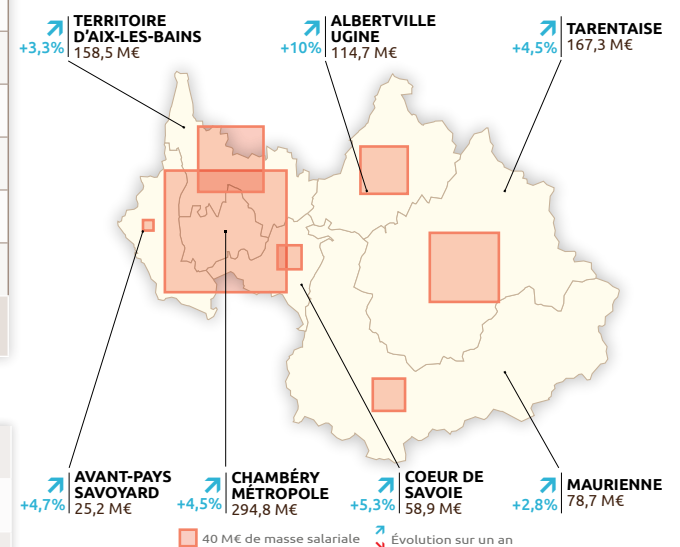 TERRITOIRE
D'AIX-LES-BAINS
+3,3% 158,5 M€
ALBERTVILLE
UGINE
+10% 114,7 M€
TARENTAISE
+4,5% 167,3 M€
AVANT-PAYS
SAVOYARD
+4,7% 25,2 M€
CHAMBÉRY
MÉTROPOLE
+4,5% 294,8 M€
COEUR DE
SAVOIE
+5,3% 58,9 M€
MAURIENNE
+2,8% 78,7 M€
40 M€ de masse salariale
Évolution sur un an